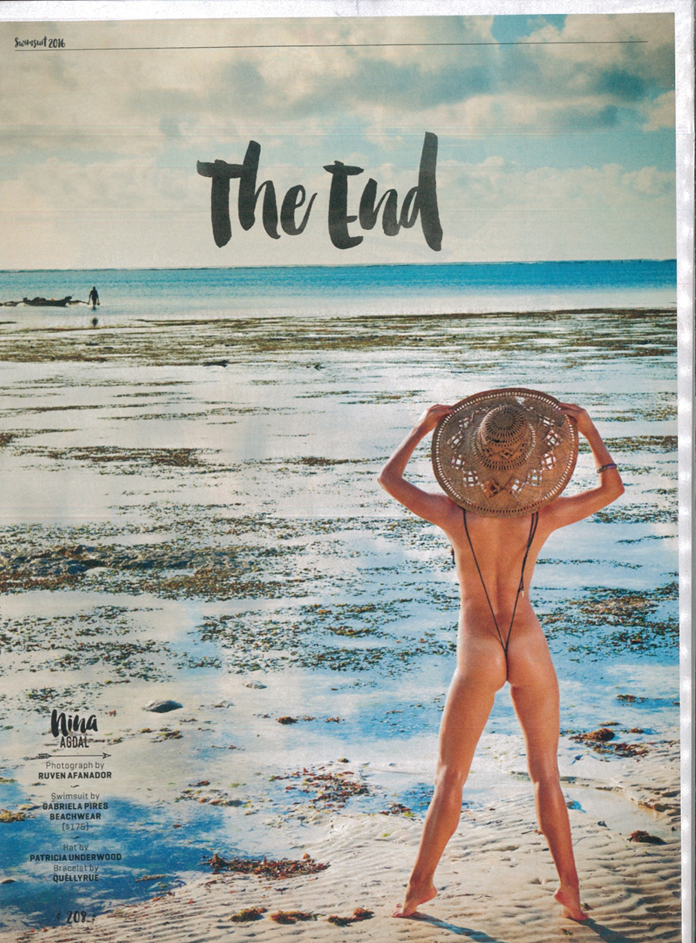 Swimsuit 2016
The End
Nina
AGDAL
Photograph by
RUVEN AFANADOR
Swimsuit by
GABRIELA PIRES
BEACHWEAR
($175)
Hat by
PATRICIA UNDERWOOD
Bracelet by
QUELLYRUE
208